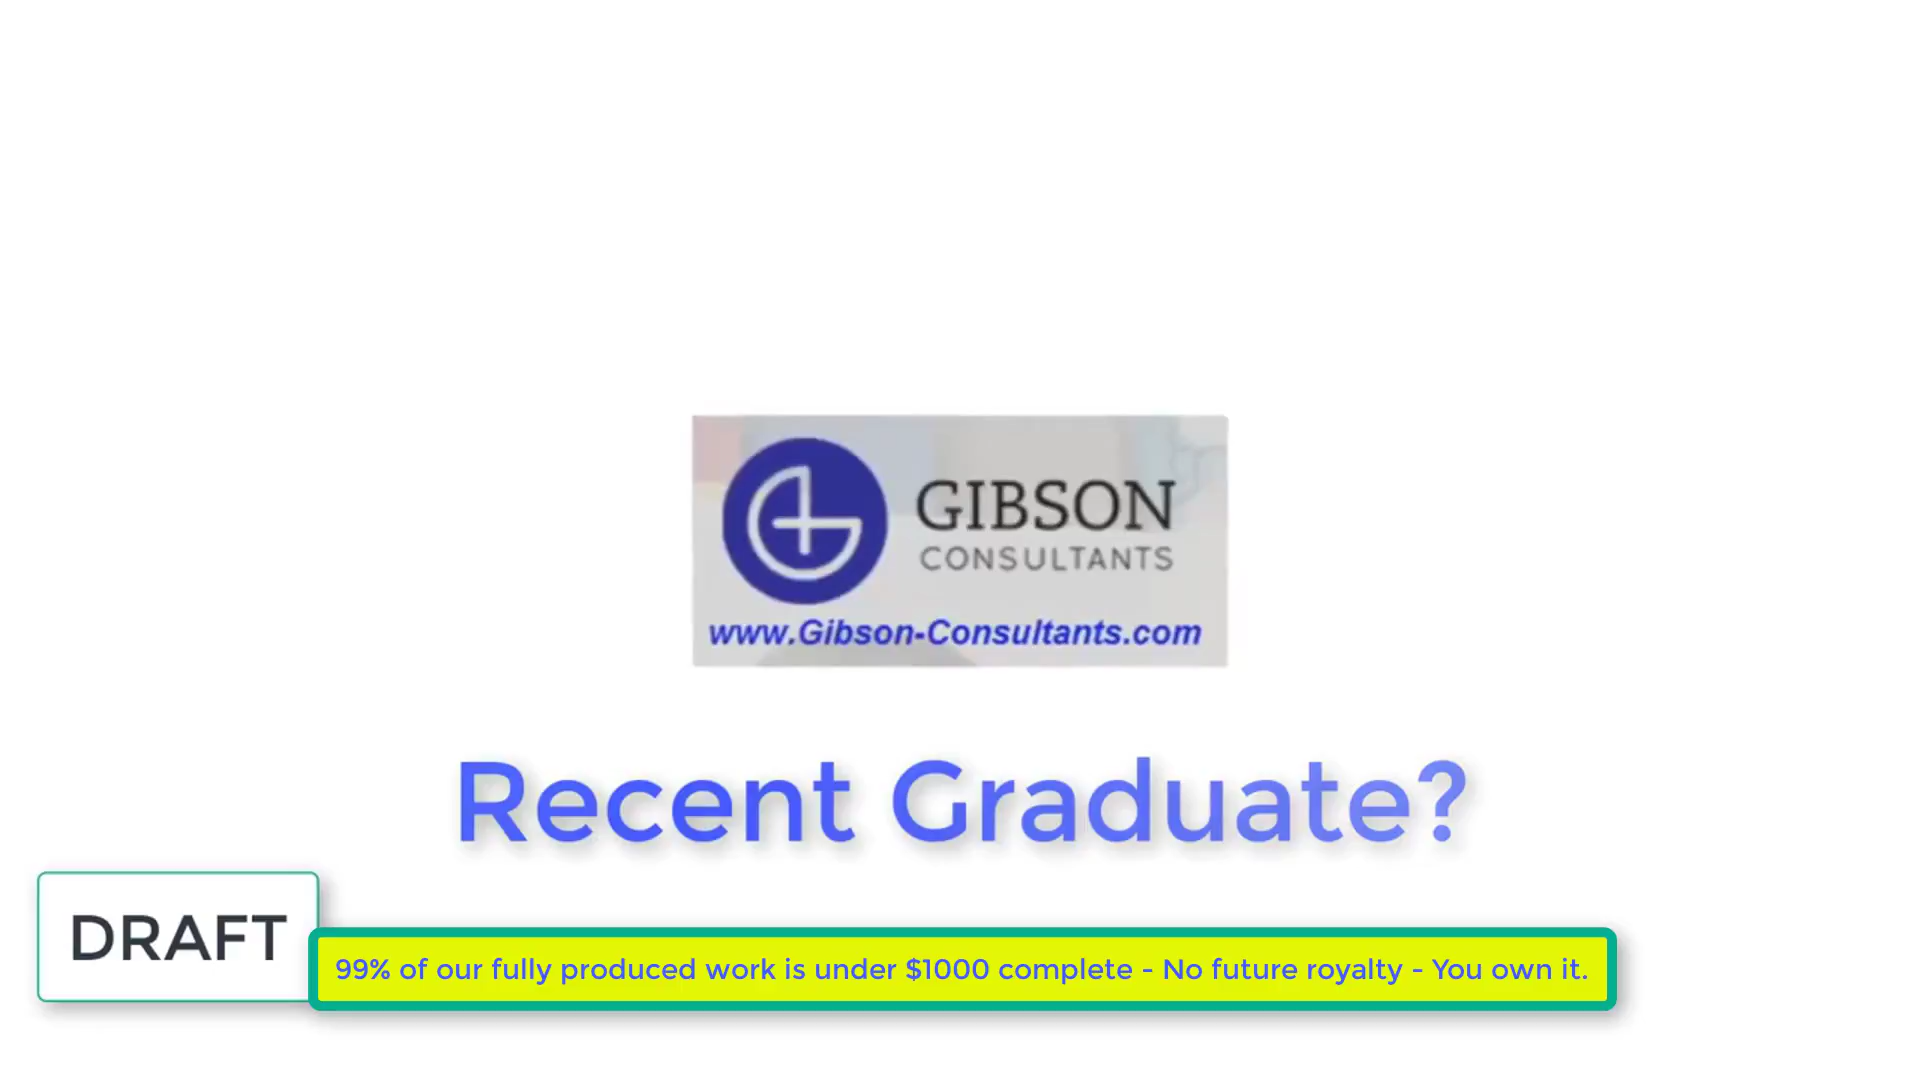 GIBSON
CONSULTANTS
www.Gibson-Consultants.com
Recent Graduate?
DRAFT
99% of our fully produced work is under $1000 complete - No future royalty - You own it.